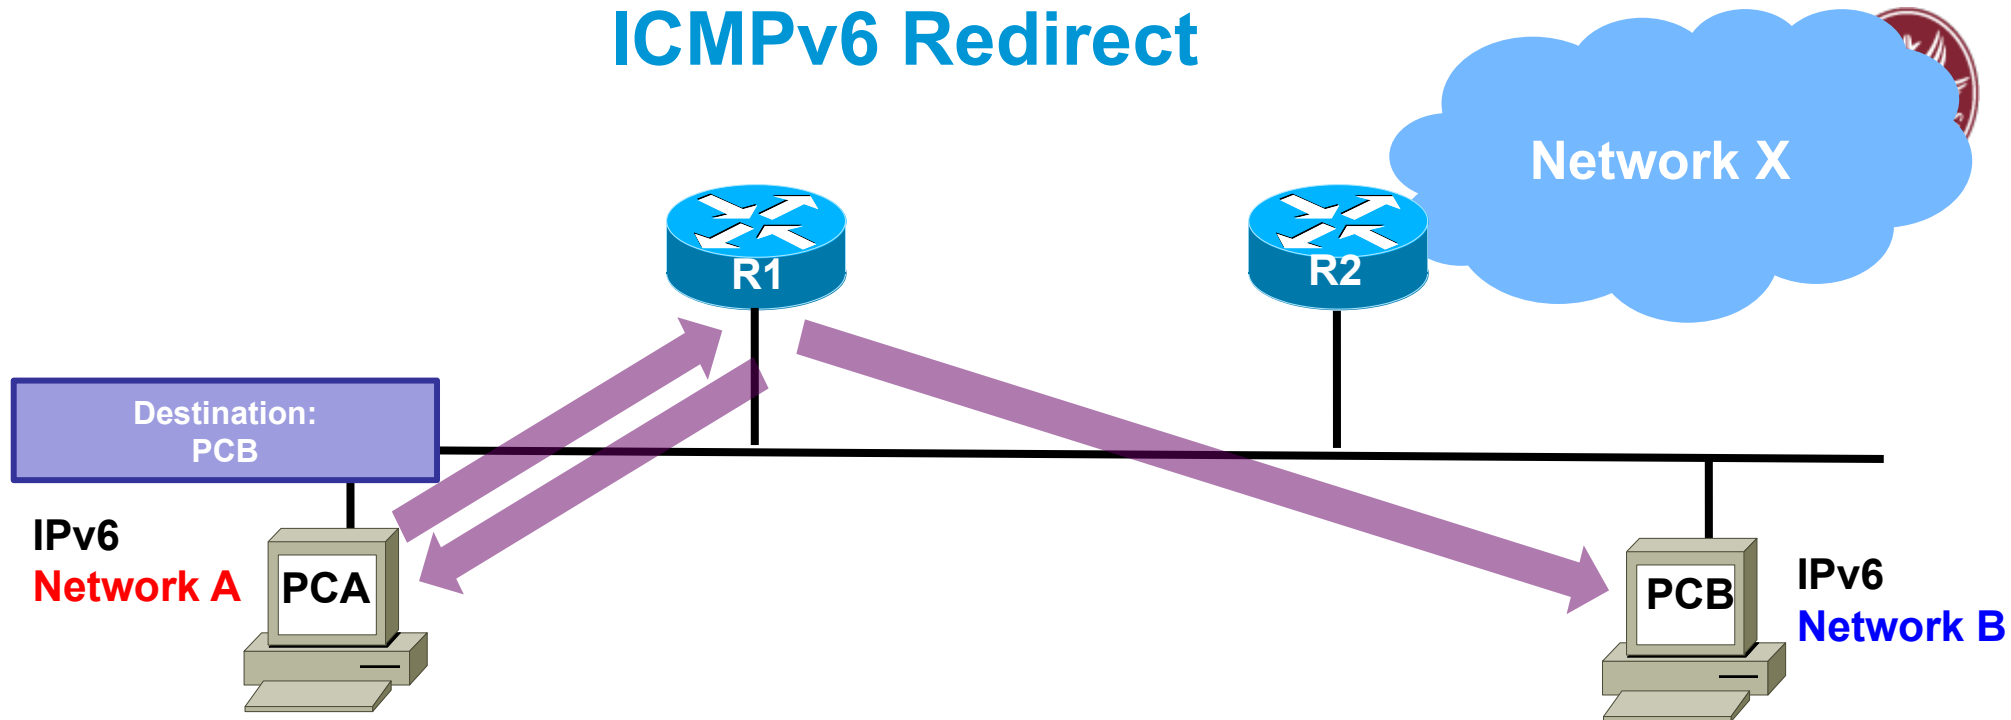 ICMPv6 Redirect
Network X
R1
R2
Destination:
PCB
IPv6
Network A
PCA
PCB
IPv6
Network B